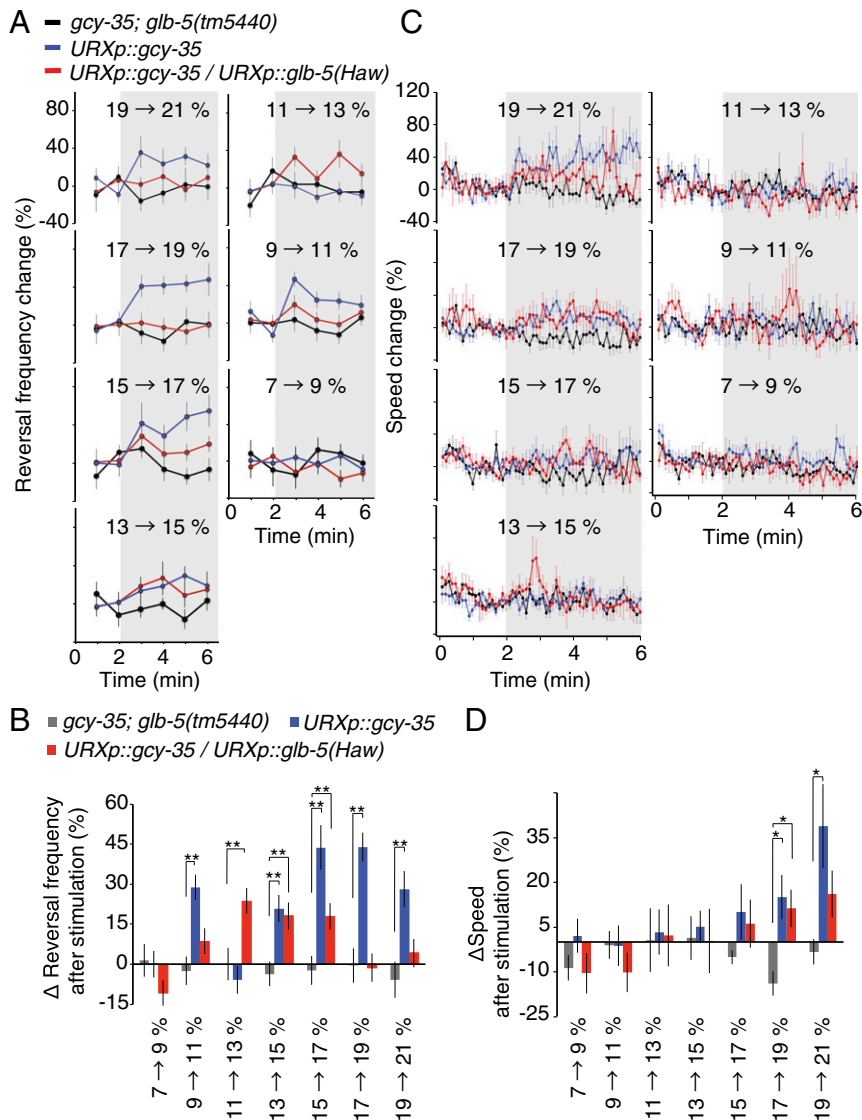 A
gcy-35; glb-5(tm5440)
URXp::gcy-35
URXp::gcy-35 / URXp::glb-5(Haw)
C
Reversal frequency change (%)
80
40
0
-40
19 → 21 %
11 → 13 %
17 → 19 %
9 → 11 %
15 → 17 %
7 → 9 %
13 → 15 %
0 2 4 6
Time (min)
0 2 4 6
Time (min)
Speed change (%)
120
80
40
0
-40
19 → 21 %
11 → 13 %
17 → 19 %
9 → 11 %
15 → 17 %
7 → 9 %
13 → 15 %
0 2 4 6
Time (min)
0 2 4 6
Time (min)
B
gcy-35; glb-5(tm5440)
URXp::gcy-35
URXp::gcy-35 / URXp::glb-5(Haw)
Δ Reversal frequency
after stimulation (%)
60
45
30
15
0
-15
** ** ** ** ** ** ** **
7 → 9 %
9 → 11 %
11 → 13 %
13 → 15 %
15 → 17 %
17 → 19 %
19 → 21 %
D
ΔSpeed
after stimulation (%)
35
20
5
-10
-25
* * *
7 → 9 %
9 → 11 %
11 → 13 %
13 → 15 %
15 → 17 %
17 → 19 %
19 → 21 %